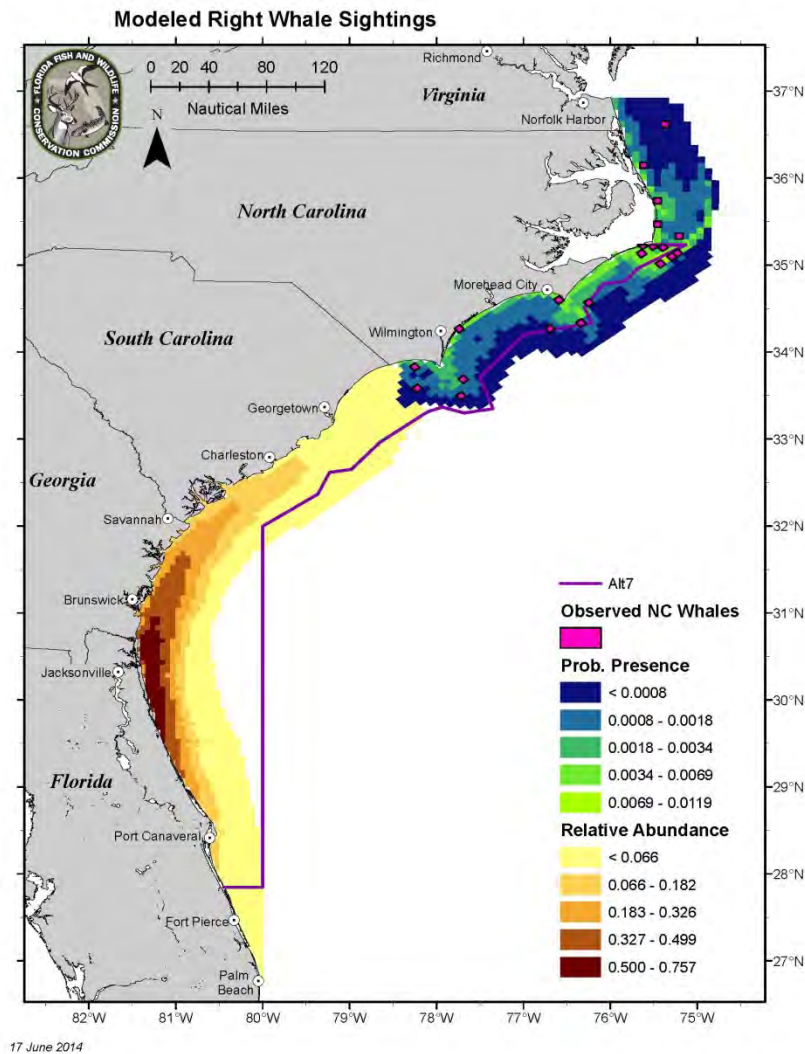 Modeled Right Whale Sightings
FLORIDA FISH AND WILDLIFE
CONSERVATION COMMISSION
0 20 40 80 120
Nautical Miles
N
Richmond
Virginia
Norfolk Harbor
North Carolina
Morehead City
Wilmington
South Carolina
Georgetown
Charleston
Georgia
Savannah
Brunswick
Jacksonville
Florida
Port Canaveral
Fort Pierce
Palm
Beach
37°N
36°N
35°N
34°N
33°N
32°N
31°N
30°N
29°N
28°N
27°N
Alt7
Observed NC Whales
Prob. Presence
< 0.0008
0.0008 - 0.0018
0.0018 - 0.0034
0.0034 - 0.0069
0.0069 - 0.0119
Relative Abundance
< 0.066
0.066 - 0.182
0.183 - 0.326
0.327 - 0.499
0.500 - 0.757
82°W 81°W 80°W 79°W 78°W 77°W 76°W 75°W
17 June 2014